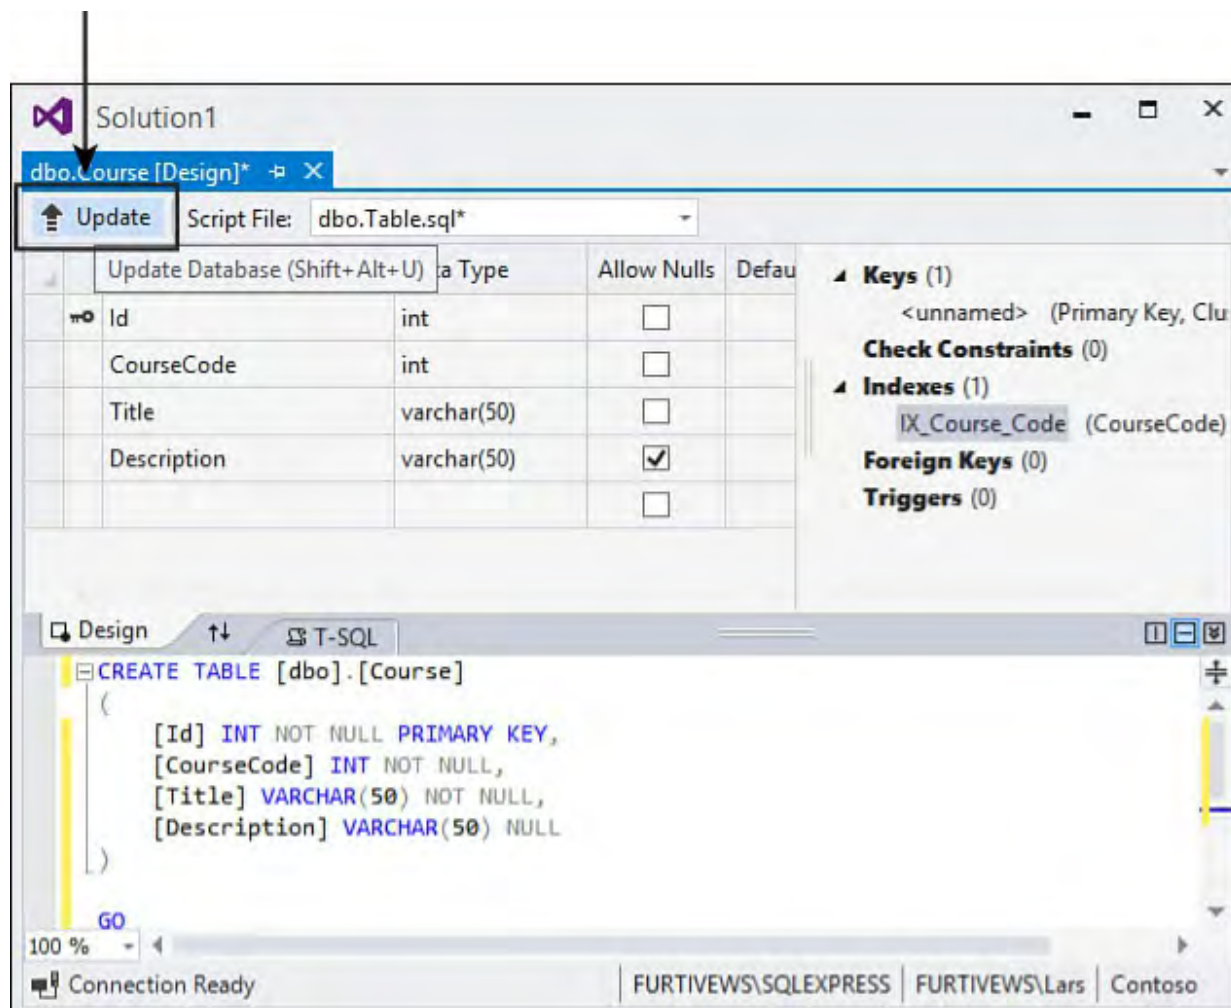 Solution1
dbo.Course [Design]*
Update Script File: dbo.Table.sql*
Update Database (Shift+Alt+U) a Type Allow Nulls Defau
Id int
CourseCode int
Title varchar(50)
Description varchar(50)
Keys (1)
<unnamed> (Primary Key, Clu
Check Constraints (0)
Indexes (1)
IX_Course_Code (CourseCode)
Foreign Keys (0)
Triggers (0)
Design T-SQL
CREATE TABLE [dbo].[Course]
(
[Id] INT NOT NULL PRIMARY KEY,
[CourseCode] INT NOT NULL,
[Title] VARCHAR(50) NOT NULL,
[Description] VARCHAR(50) NULL
)
GO
100 %
Connection Ready FURTIVEWS\SQLEXPRESS FURTIVEWS\Lars Contoso